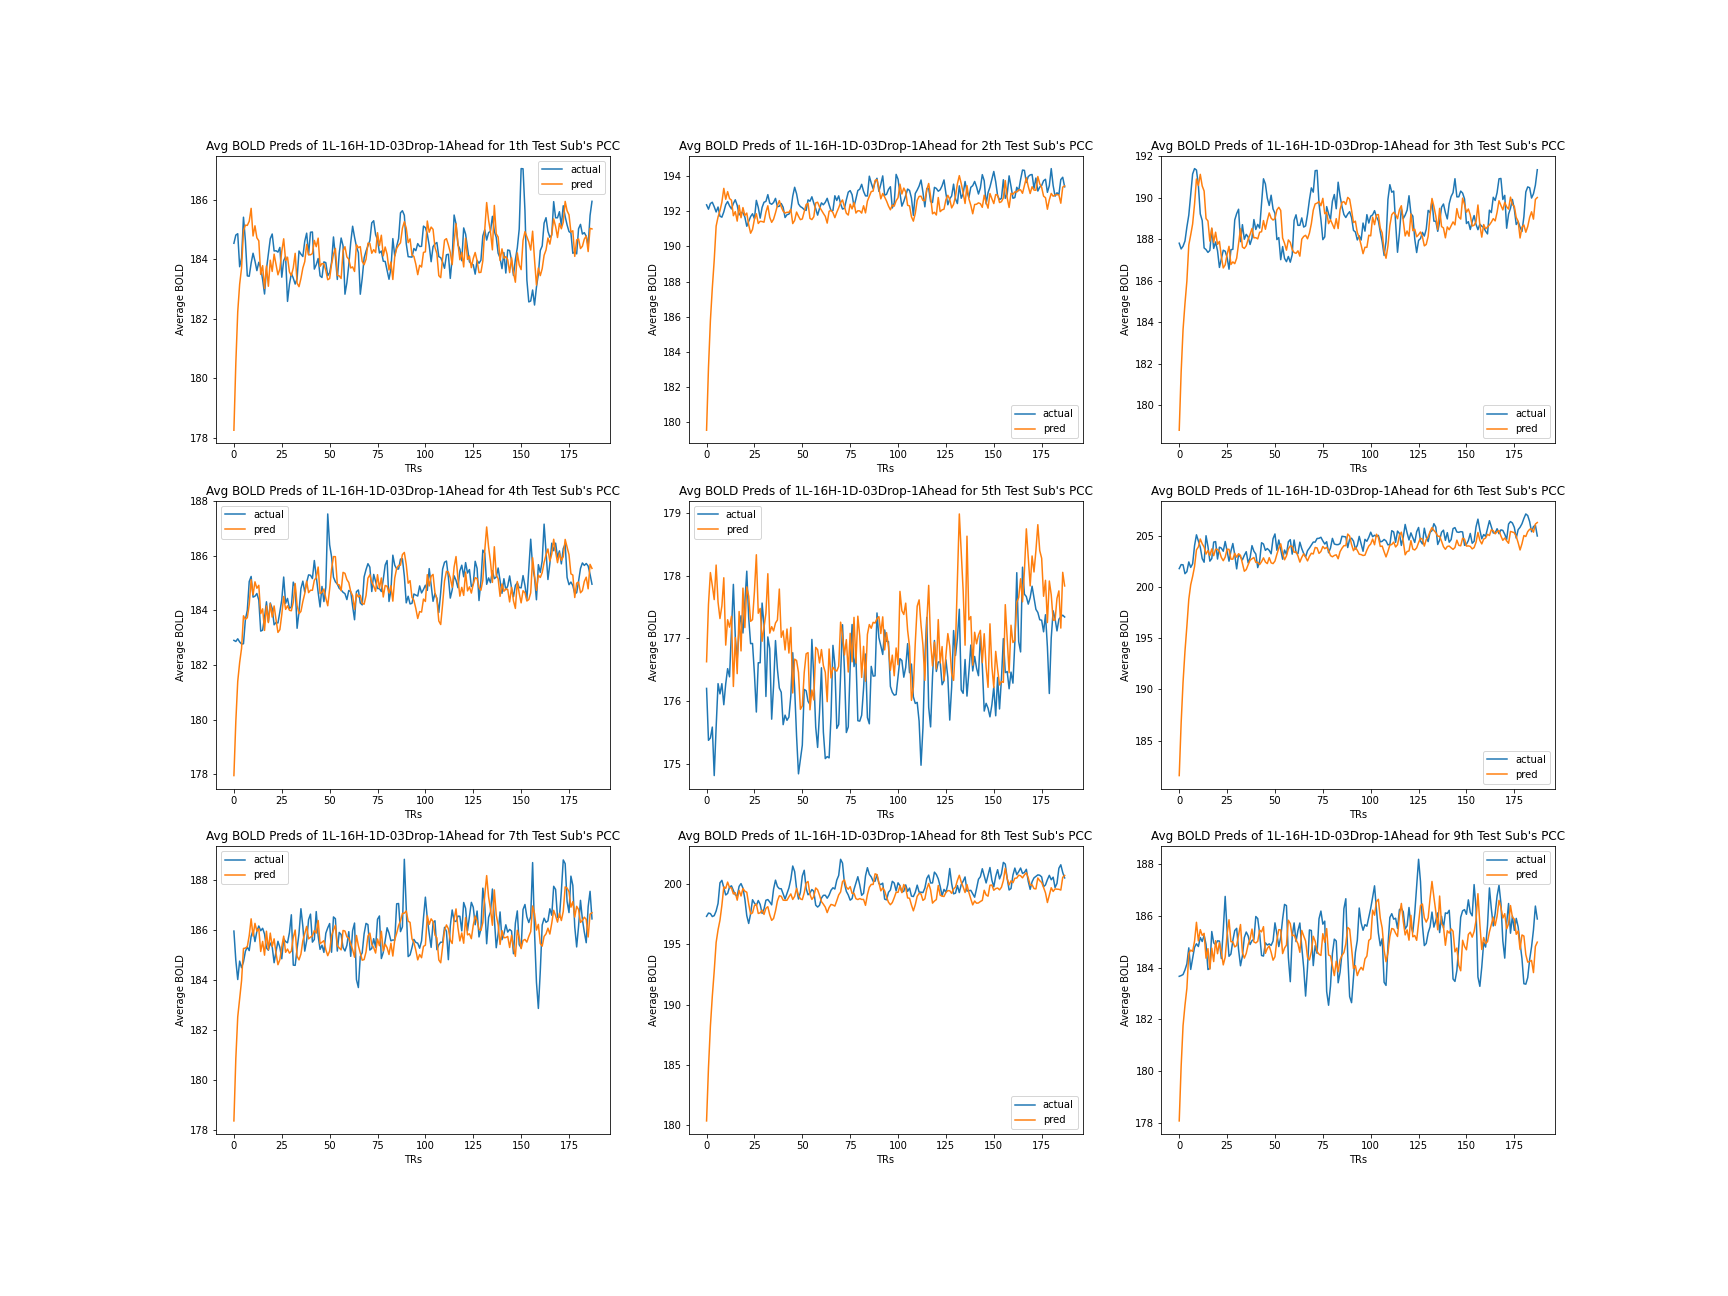 Avg BOLD Preds of 1L-16H-1D-03Drop-1Ahead for 1th Test Sub's PCC
actual
pred
186
184
182
180
178
Average BOLD
0 25 50 75 100 125 150 175
TRs
Avg BOLD Preds of 1L-16H-1D-03Drop-1Ahead for 2th Test Sub's PCC
194
192
190
188
186
184
182
180
Average BOLD
actual
pred
0 25 50 75 100 125 150 175
TRs
Avg BOLD Preds of 1L-16H-1D-03Drop-1Ahead for 3th Test Sub's PCC
192
190
188
186
184
182
180
Average BOLD
actual
pred
0 25 50 75 100 125 150 175
TRs
Avg BOLD Preds of 1L-16H-1D-03Drop-1Ahead for 4th Test Sub's PCC
actual
pred
188
186
184
182
180
178
Average BOLD
0 25 50 75 100 125 150 175
TRs
Avg BOLD Preds of 1L-16H-1D-03Drop-1Ahead for 5th Test Sub's PCC
actual
pred
179
178
177
176
175
Average BOLD
0 25 50 75 100 125 150 175
TRs
Avg BOLD Preds of 1L-16H-1D-03Drop-1Ahead for 6th Test Sub's PCC
205
200
195
190
185
Average BOLD
actual
pred
0 25 50 75 100 125 150 175
TRs
Avg BOLD Preds of 1L-16H-1D-03Drop-1Ahead for 7th Test Sub's PCC
actual
pred
188
186
184
182
180
178
Average BOLD
0 25 50 75 100 125 150 175
TRs
Avg BOLD Preds of 1L-16H-1D-03Drop-1Ahead for 8th Test Sub's PCC
200
195
190
185
180
Average BOLD
actual
pred
0 25 50 75 100 125 150 175
TRs
Avg BOLD Preds of 1L-16H-1D-03Drop-1Ahead for 9th Test Sub's PCC
actual
pred
188
186
184
182
180
178
Average BOLD
0 25 50 75 100 125 150 175
TRs